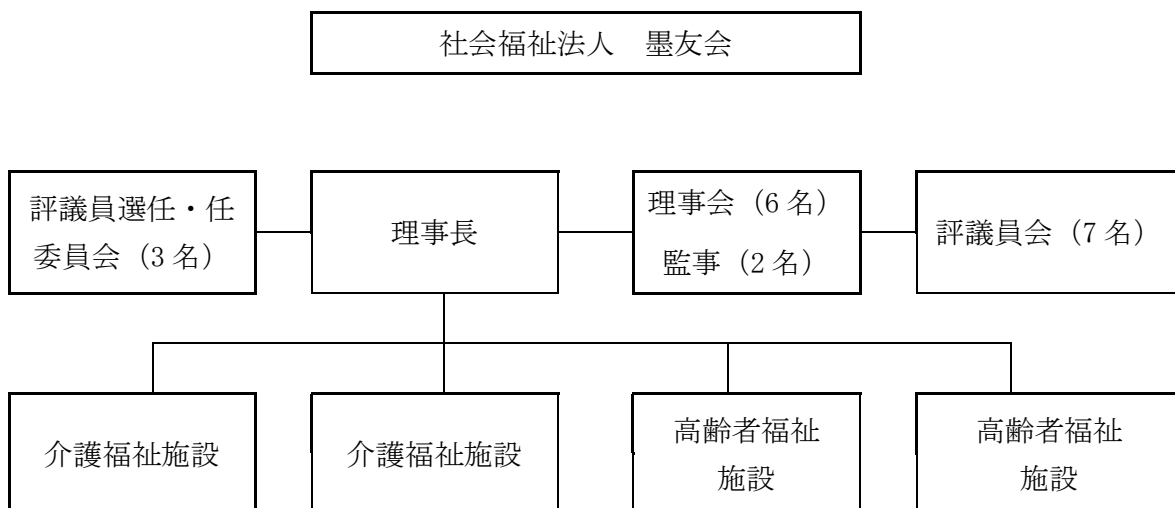 社会福祉法人　墨友会
評議員選任・任
委員会（3 名）
理事長
理事会（6 名）
監事（2 名）
評議員会（7 名）
介護福祉施設
介護福祉施設
高齢者福祉
施設
高齢者福祉
施設